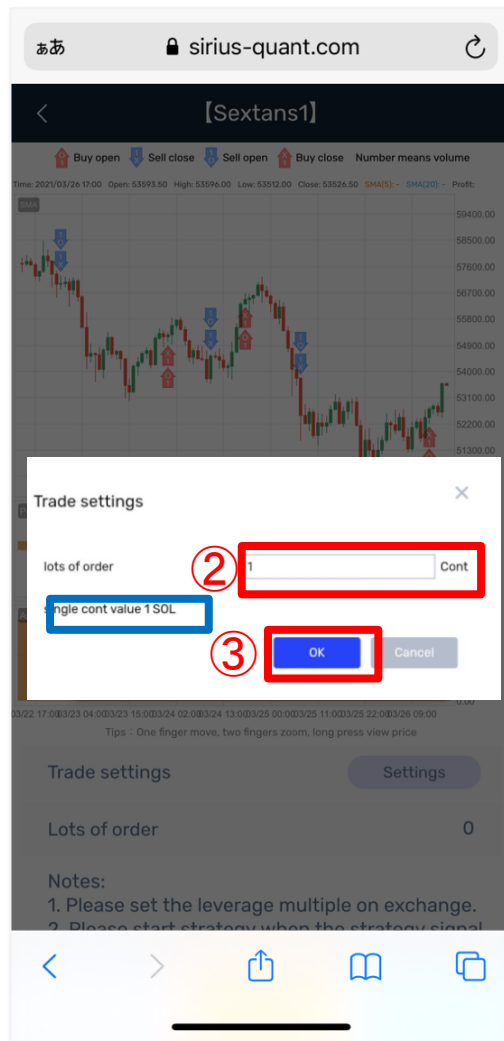 ぁあ sirius-quant.com
【Sextans1】
Buy open Sell close Sell open Buy close Number means volume
Time: 2021/03/26 17:00 Open: 53593.50 High: 53596.00 Low: 53512.00 Close: 53526.50 SMA(5): - SMA(20): - Profit:
SMA
59400.00
58500.00
57600.00
56700.00
55800.00
54900.00
54000.00
53100.00
52200.00
51300.00
Trade settings
lots of order ② 1 Cont
single cont value 1 SOL
③ OK Cancel
0.00
03/22 17:00 03/23 04:00 03/23 15:00 03/24 02:00 03/24 13:00 03/25 00:00 03/25 11:00 03/25 22:00 03/26 09:00
Tips : One finger move, two fingers zoom, long press view price
Trade settings Settings
Lots of order 0
Notes:
1. Please set the leverage multiple on exchange.
2. Please start strategy when the strategy signal